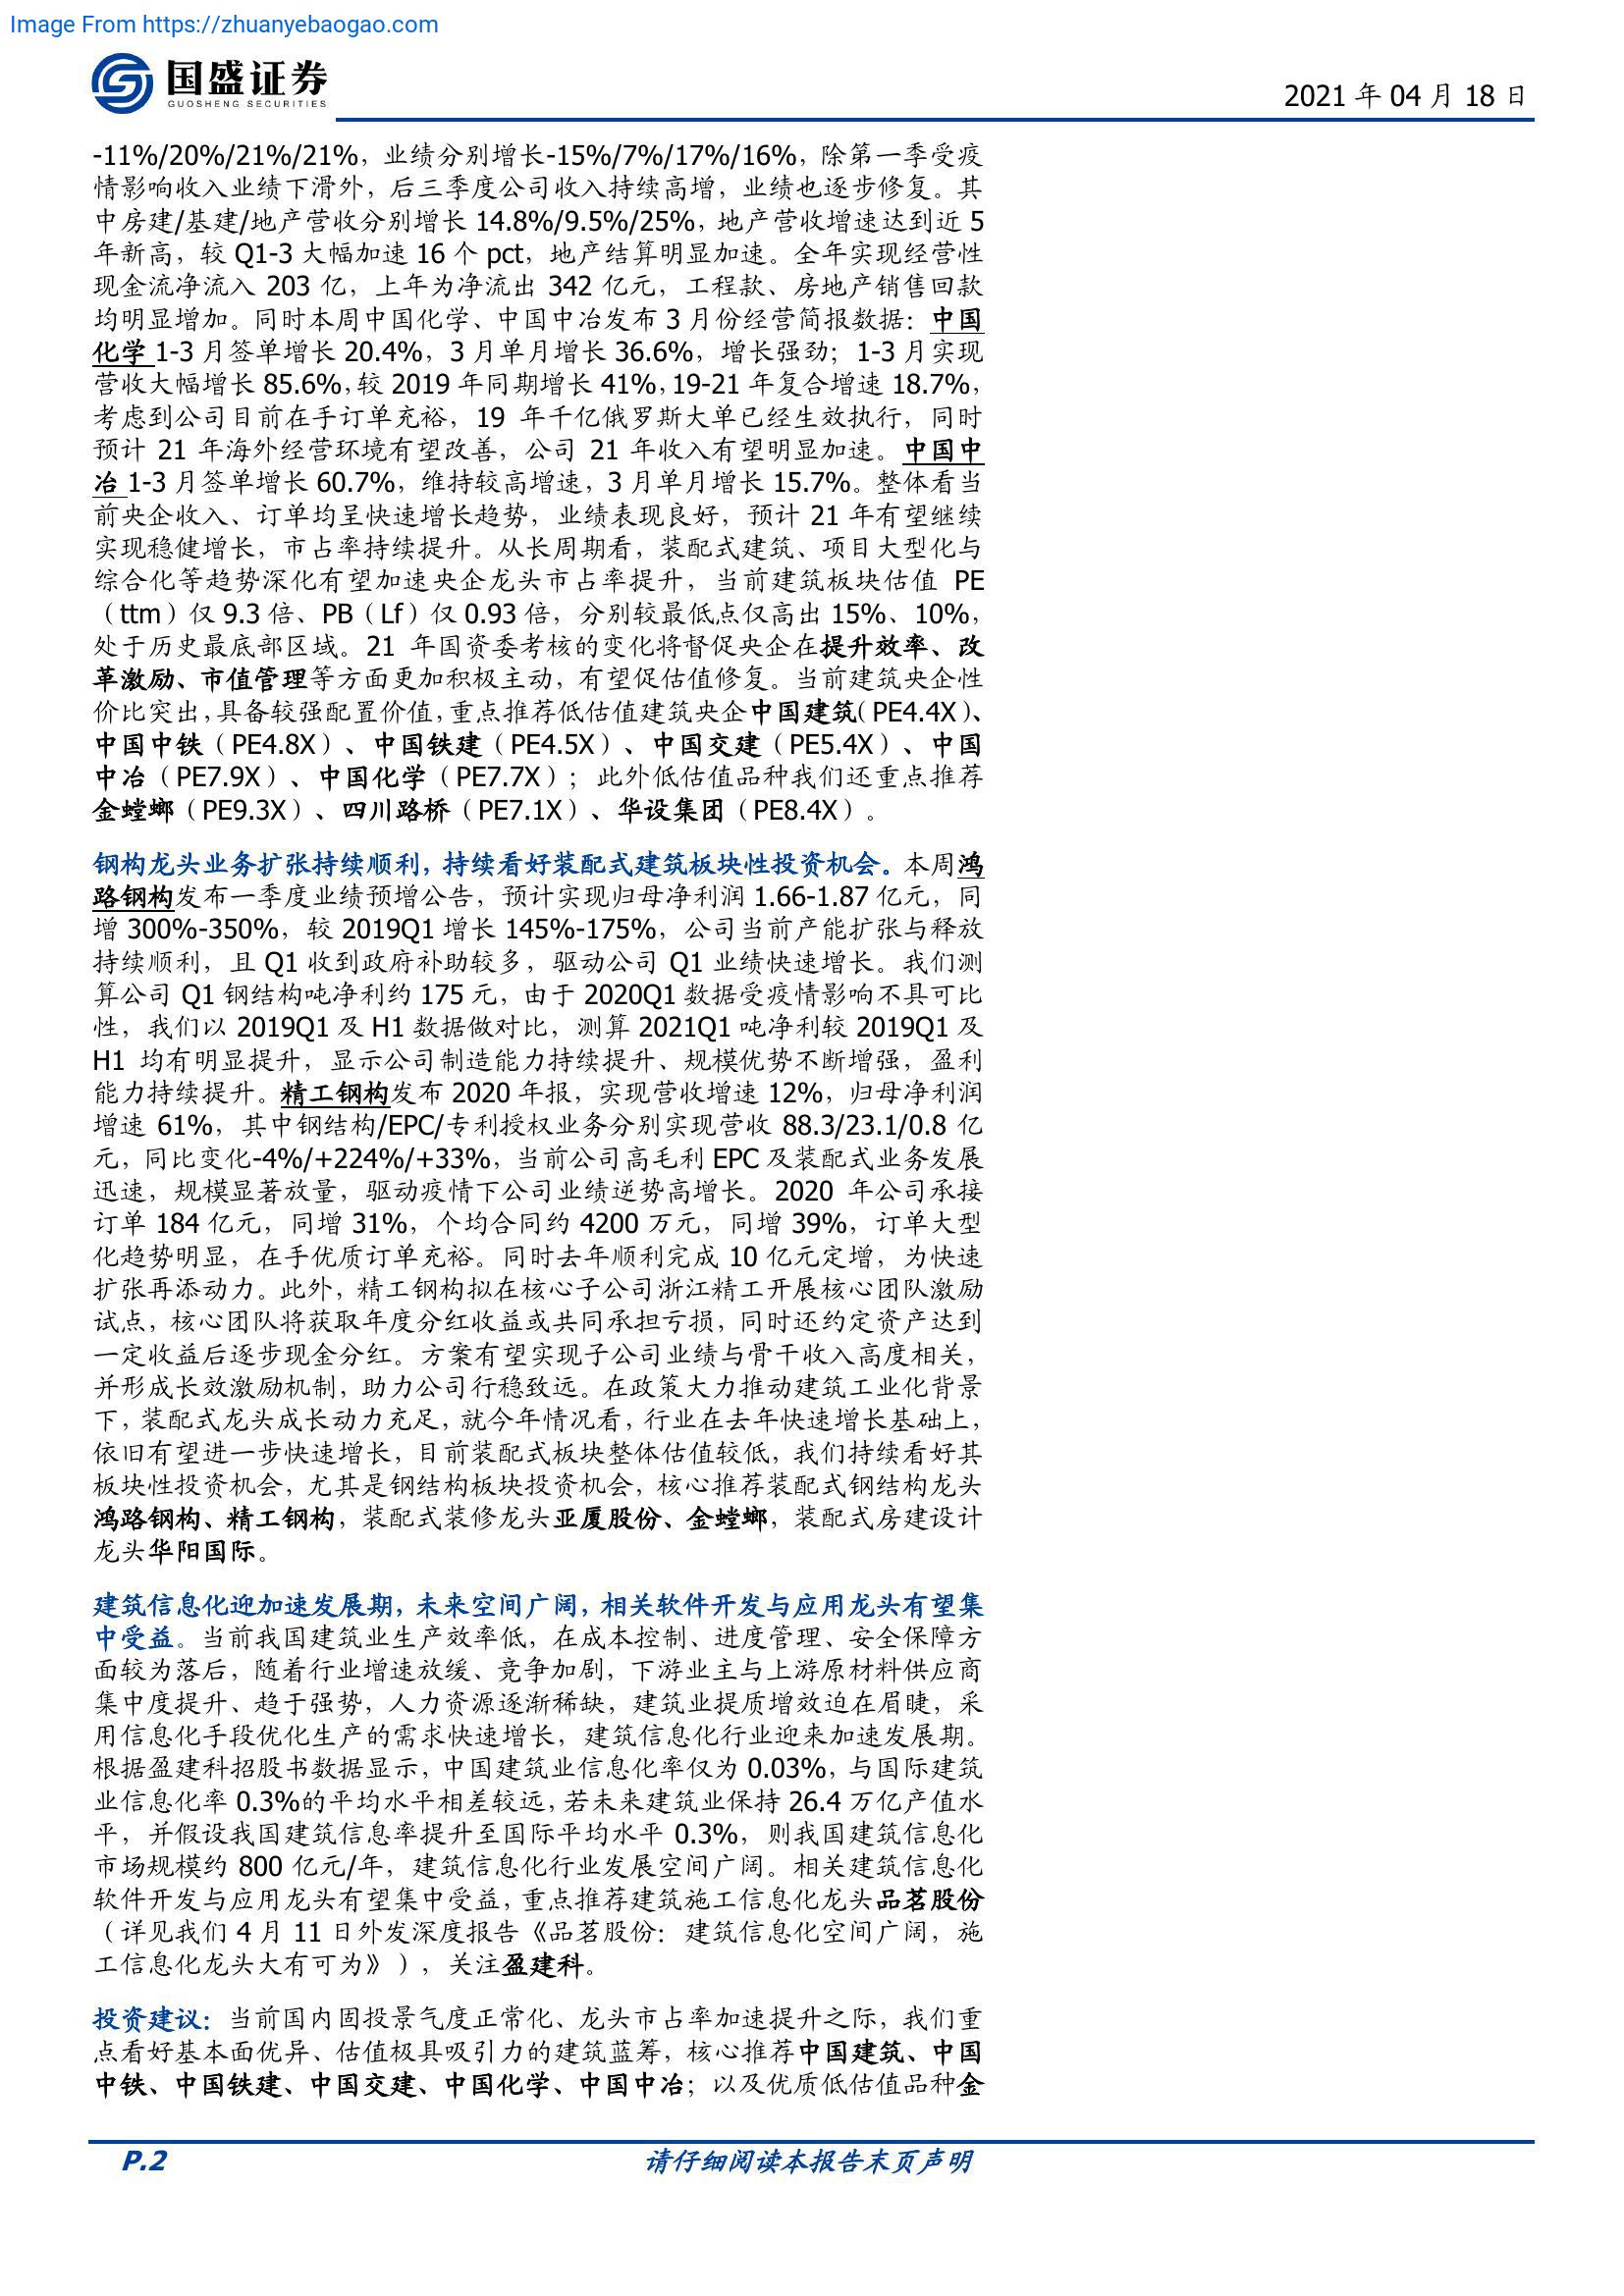 Image From https://zhuanyebaogao.com
国盛证券
GUOSHENG SECURITIES
2021 年 04 月 18 日
-11%/20%/21%/21%，业绩分别增长-15%/7%/17%/16%，除第一季受疫
情影响收入业绩下滑外，后三季度公司收入持续高增，业绩也逐步修复。其
中房建/基建/地产营收分别增长 14.8%/9.5%/25%，地产营收增速达到近 5
年新高，较 Q1-3 大幅加速 16 个 pct，地产结算明显加速。全年实现经营性
现金流净流入 203 亿，上年为净流出 342 亿元，工程款、房地产销售回款
均明显增加。同时本周中国化学、中国中冶发布 3 月份经营简报数据：中国
化学 1-3 月签单增长 20.4%，3 月单月增长 36.6%，增长强劲；1-3 月实现
营收大幅增长 85.6%，较 2019 年同期增长 41%，19-21 年复合增速 18.7%，
考虑到公司目前在手订单充裕，19 年千亿俄罗斯大单已经生效执行，同时
预计 21 年海外经营环境有望改善，公司 21 年收入有望明显加速。中国中
冶 1-3 月签单增长 60.7%，维持较高增速，3 月单月增长 15.7%。整体看当
前央企收入、订单均呈快速增长趋势，业绩表现良好，预计 21 年有望继续
实现稳健增长，市占率持续提升。从长周期看，装配式建筑、项目大型化与
综合化等趋势深化有望加速央企龙头市占率提升，当前建筑板块估值 PE
（ttm）仅 9.3 倍、PB（Lf）仅 0.93 倍，分别较最低点仅高出 15%、10%，
处于历史最底部区域。21 年国资委考核的变化将督促央企在提升效率、改
革激励、市值管理等方面更加积极主动，有望促估值修复。当前建筑央企性
价比突出，具备较强配置价值，重点推荐低估值建筑央企中国建筑（PE4.4X）、
中国中铁（PE4.8X）、中国铁建（PE4.5X）、中国交建（PE5.4X）、中国
中冶（PE7.9X）、中国化学（PE7.7X）；此外低估值品种我们还重点推荐
金螳螂（PE9.3X）、四川路桥（PE7.1X）、华设集团（PE8.4X）。
钢构龙头业务扩张持续顺利，持续看好装配式建筑板块性投资机会。本周鸿
路钢构发布一季度业绩预增公告，预计实现归母净利润 1.66-1.87 亿元，同
增 300%-350%，较 2019Q1 增长 145%-175%，公司当前产能扩张与释放
持续顺利，且 Q1 收到政府补助较多，驱动公司 Q1 业绩快速增长。我们测
算公司 Q1 钢结构吨净利约 175 元，由于 2020Q1 数据受疫情影响不具可比
性，我们以 2019Q1 及 H1 数据做对比，测算 2021Q1 吨净利较 2019Q1 及
H1 均有明显提升，显示公司制造能力持续提升、规模优势不断增强，盈利
能力持续提升。精工钢构发布 2020 年报，实现营收增速 12%，归母净利润
增速 61%，其中钢结构/EPC/专利授权业务分别实现营收 88.3/23.1/0.8 亿
元，同比变化-4%/+224%/+33%，当前公司高毛利 EPC 及装配式业务发展
迅速，规模显著放量，驱动疫情下公司业绩逆势高增长。2020 年公司承接
订单 184 亿元，同增 31%，个均合同约 4200 万元，同增 39%，订单大型
化趋势明显，在手优质订单充裕。同时去年顺利完成 10 亿元定增，为快速
扩张再添动力。此外，精工钢构拟在核心子公司浙江精工开展核心团队激励
试点，核心团队将获取年度分红收益或共同承担亏损，同时还约定资产达到
一定收益后逐步现金分红。方案有望实现子公司业绩与骨干收入高度相关，
并形成长效激励机制，助力公司行稳致远。在政策大力推动建筑工业化背景
下，装配式龙头成长动力充足，就今年情况看，行业在去年快速增长基础上，
依旧有望进一步快速增长，目前装配式板块整体估值较低，我们持续看好其
板块性投资机会，尤其是钢结构板块投资机会，核心推荐装配式钢结构龙头
鸿路钢构、精工钢构，装配式装修龙头亚厦股份、金螳螂，装配式房建设计
龙头华阳国际。
建筑信息化迎加速发展期，未来空间广阔，相关软件开发与应用龙头有望集
中受益。当前我国建筑业生产效率低，在成本控制、进度管理、安全保障方
面较为落后，随着行业增速放缓、竞争加剧，下游业主与上游原材料供应商
集中度提升、趋于强势，人力资源逐渐稀缺，建筑业提质增效迫在眉睫，采
用信息化手段优化生产的需求快速增长，建筑信息化行业迎来加速发展期。
根据盈建科招股书数据显示，中国建筑业信息化率仅为 0.03%，与国际建筑
业信息化率 0.3%的平均水平相差较远，若未来建筑业保持 26.4 万亿产值水
平，并假设我国建筑信息率提升至国际平均水平 0.3%，则我国建筑信息化
市场规模约 800 亿元/年，建筑信息化行业发展空间广阔。相关建筑信息化
软件开发与应用龙头有望集中受益，重点推荐建筑施工信息化龙头品茗股份
（详见我们 4 月 11 日外发深度报告《品茗股份：建筑信息化空间广阔，施
工信息化龙头大有可为》），关注盈建科。
投资建议：当前国内固投景气度正常化、龙头市占率加速提升之际，我们重
点看好基本面优异、估值极具吸引力的建筑蓝筹，核心推荐中国建筑、中国
中铁、中国铁建、中国交建、中国化学、中国中冶；以及优质低估值品种金
P.2
请仔细阅读本报告末页声明